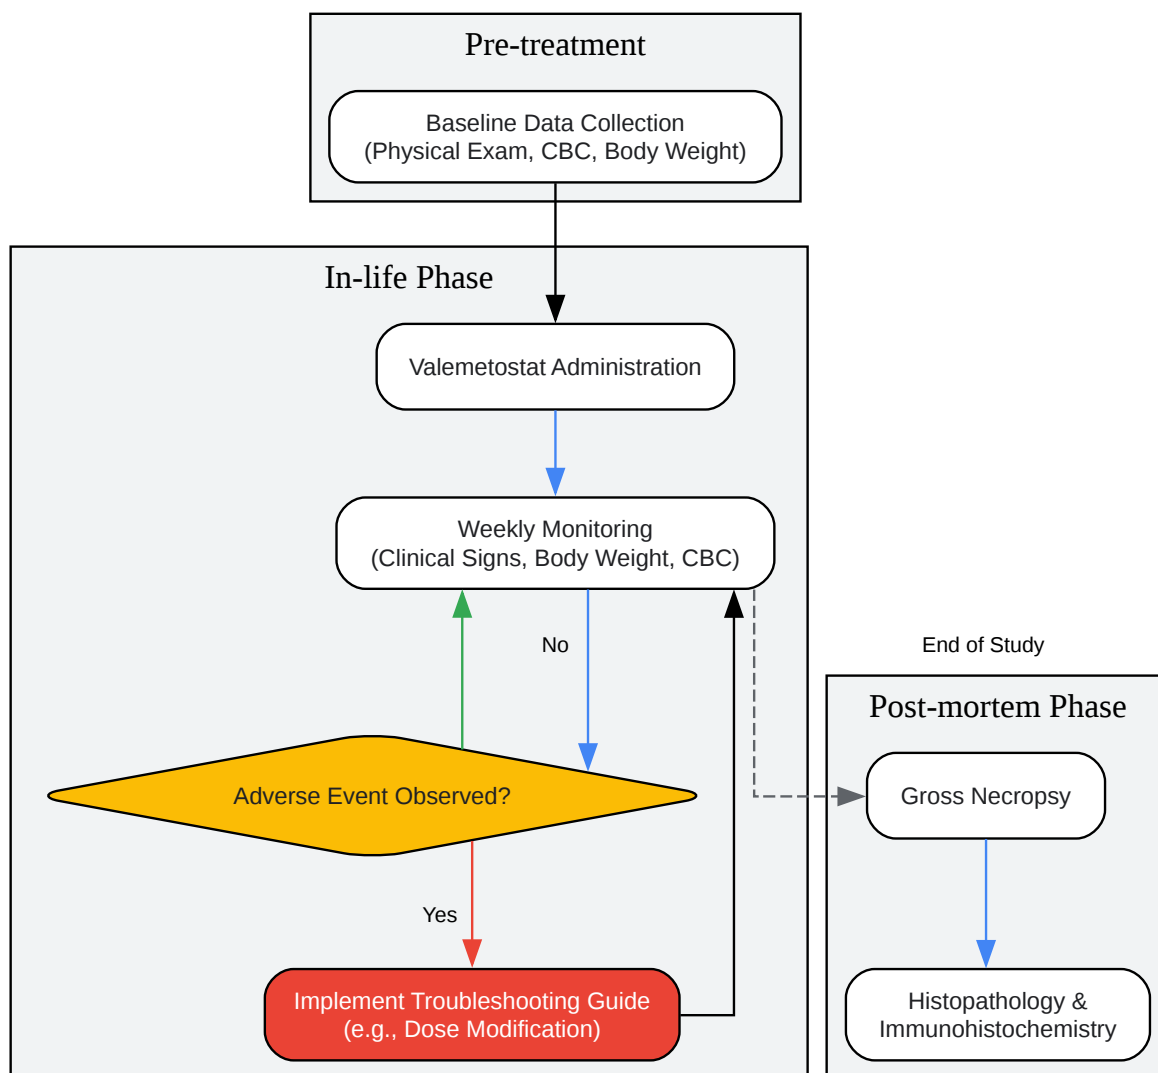 Pre-treatment
Baseline Data Collection
(Physical Exam, CBC, Body Weight)
In-life Phase
Valemetostat Administration
Weekly Monitoring
(Clinical Signs, Body Weight, CBC)
No
Adverse Event Observed?
Yes
Implement Troubleshooting Guide
(e.g., Dose Modification)
End of Study
Post-mortem Phase
Gross Necropsy
Histopathology &
Immunohistochemistry